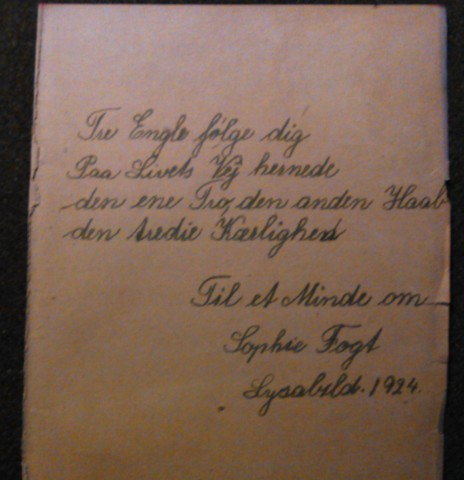 Tre Engle følge dig
Paa Livets Vej hernede
den ene Tro, den anden Haab
den tredie Kærlighed
Til et Minde om
Sophie Fogt
Lysabild. 1924.